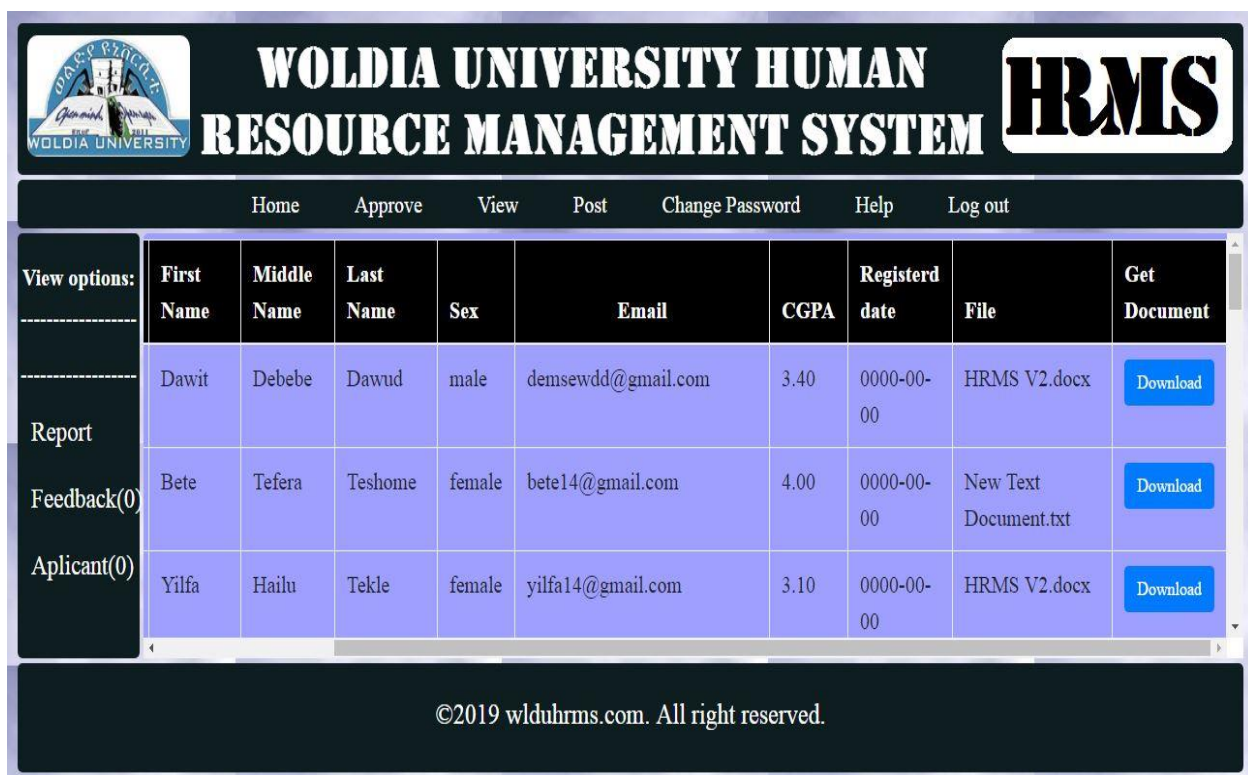 WOLDIA UNIVERSITY HUMAN
RESOURCE MANAGEMENT SYSTEM
HRMS
WOLDIA UNIVERSITY
Home Approve View Post Change Password Help Log out
View options:
------------------
------------------
Report
Feedback(0)
Aplicant(0)
First Name Middle Name Last Name Sex Email CGPA Registerd date File Get Document
Dawit Debebe Dawud male demsewdd@gmail.com 3.40 0000-00-00 HRMS V2.docx Download
Bete Tefera Teshome female bete14@gmail.com 4.00 0000-00-00 New Text Document.txt Download
Yilfa Hailu Tekle female yilfa14@gmail.com 3.10 0000-00-00 HRMS V2.docx Download
©2019 wlduhrms.com. All right reserved.